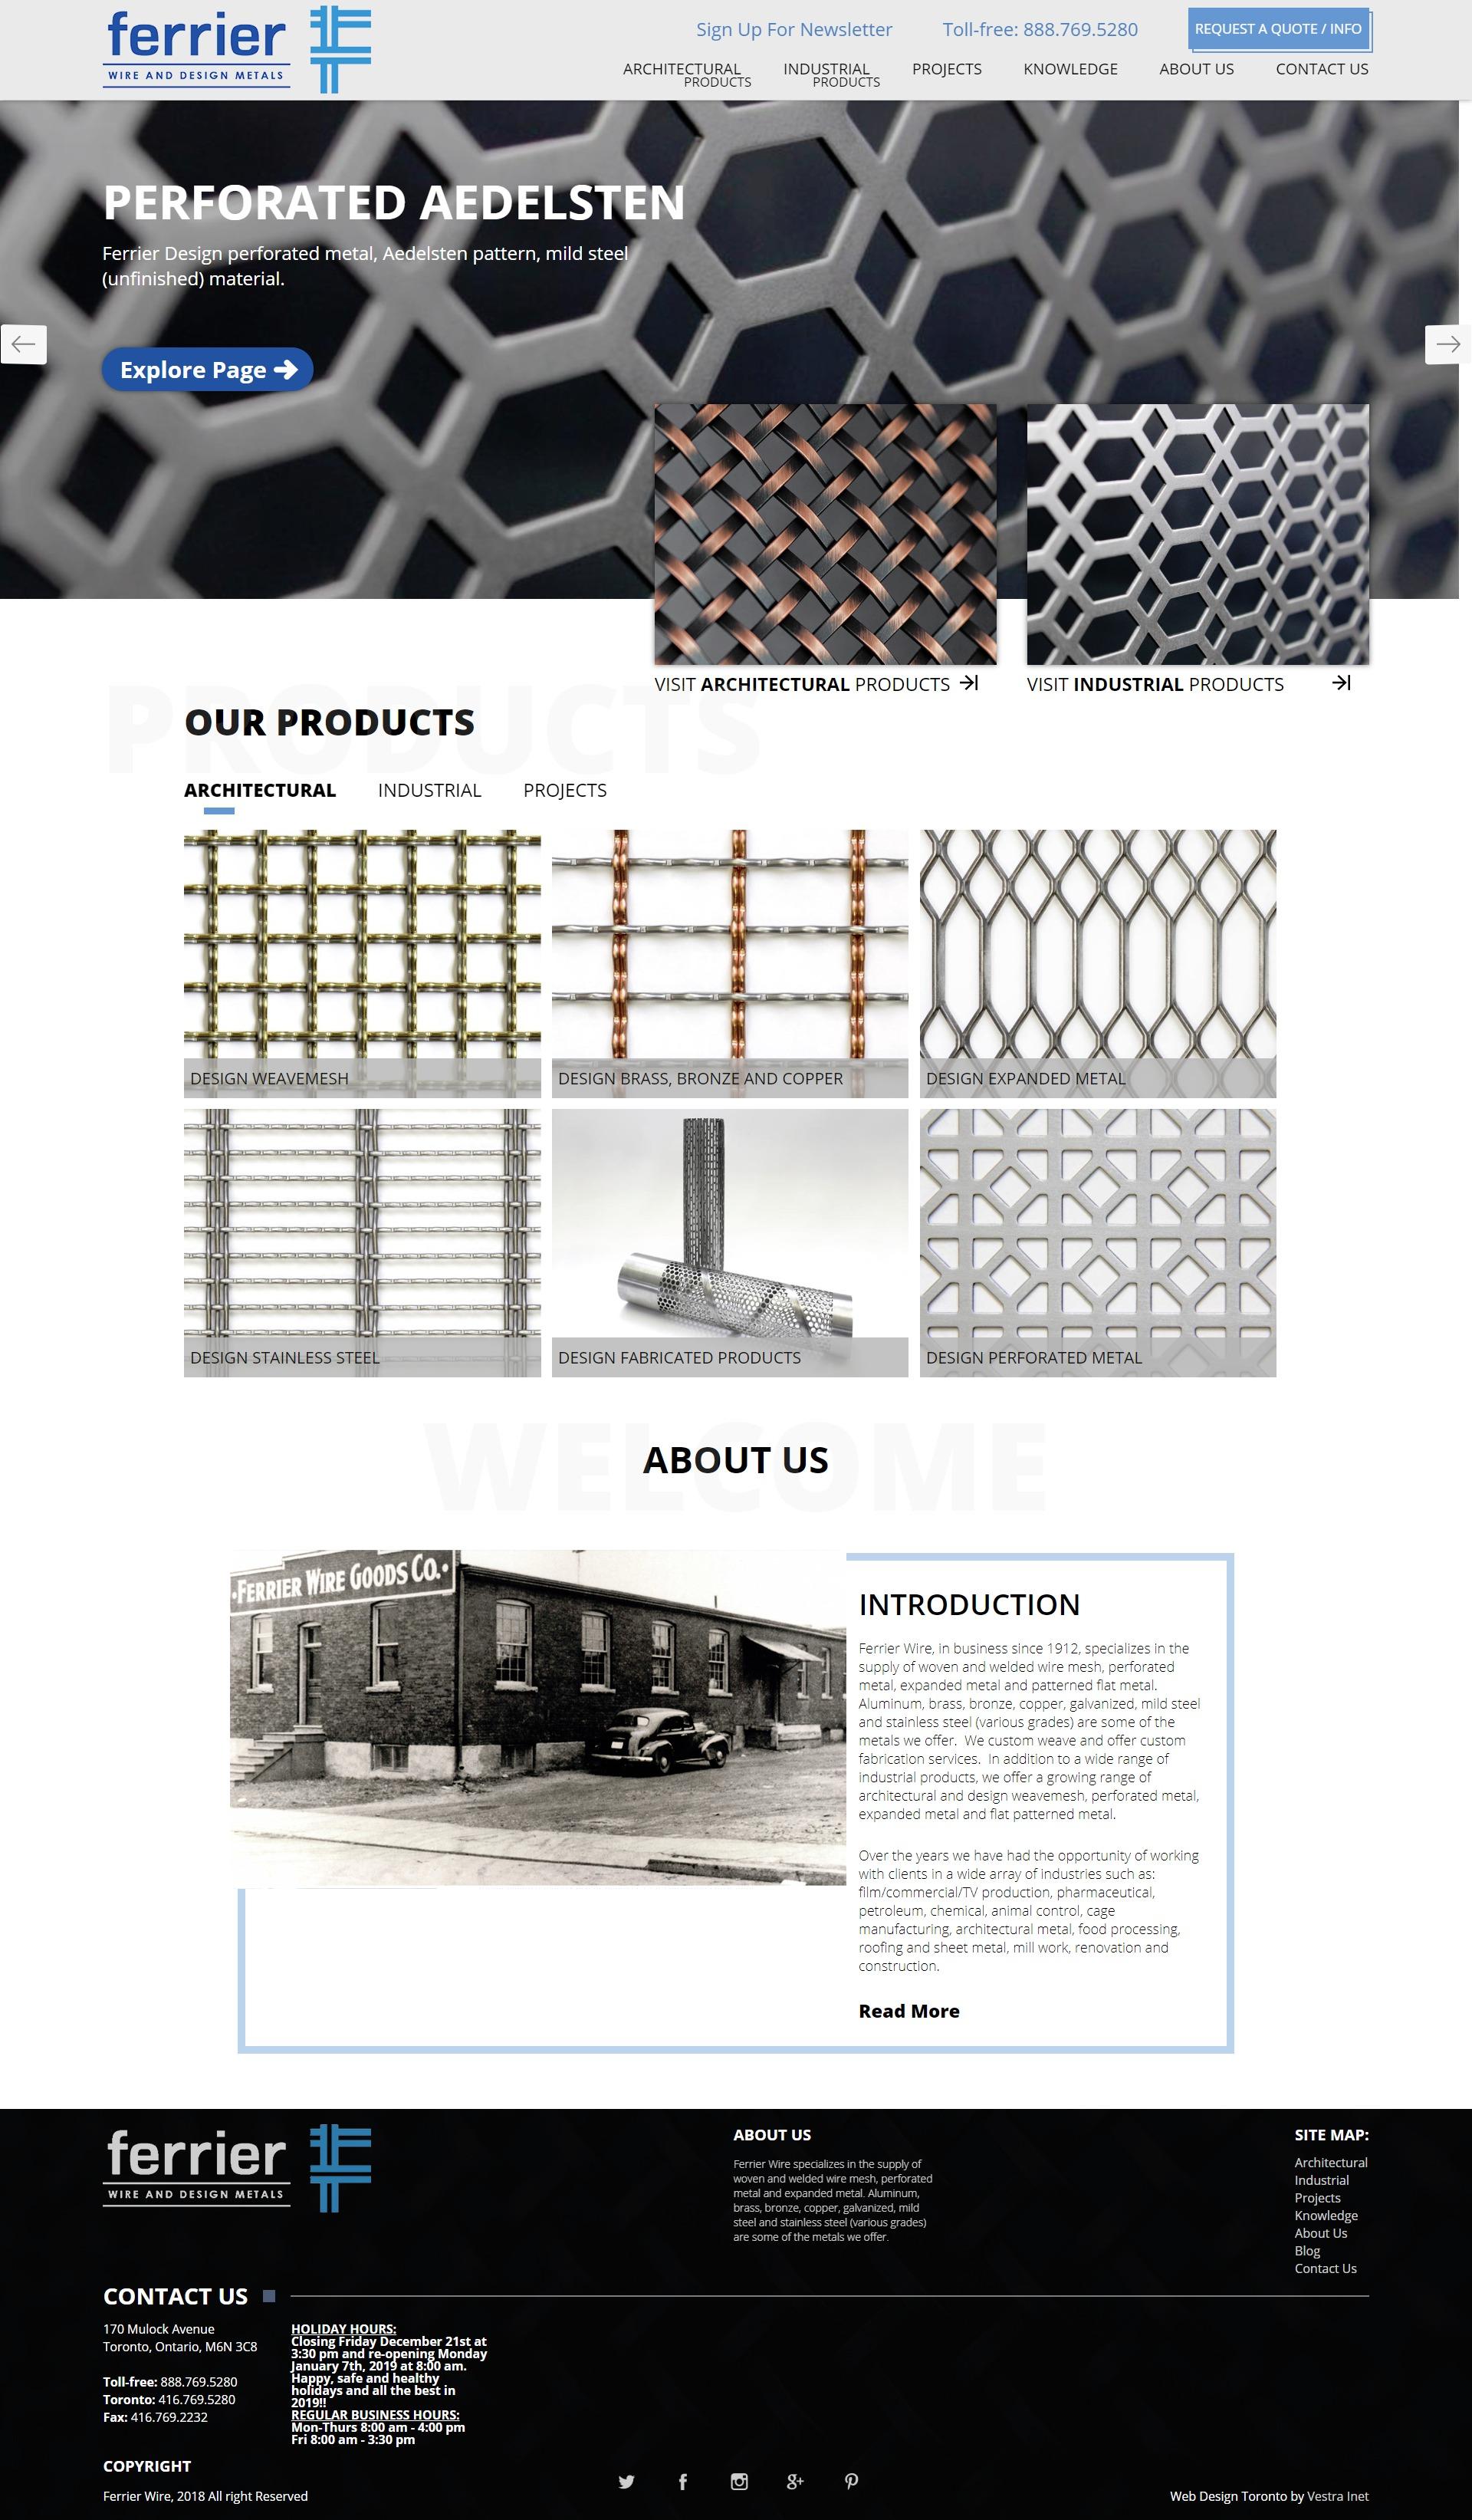 ferrier
WIRE AND DESIGN METALS
Sign Up For Newsletter
Toll-free: 888.769.5280
REQUEST A QUOTE / INFO
ARCHITECTURAL
PRODUCTS
INDUSTRIAL
PRODUCTS
PROJECTS
KNOWLEDGE
ABOUT US
CONTACT US
PERFORATED AEDELSTEN
Ferrier Design perforated metal, Aedelsten pattern, mild steel
(unfinished) material.
Explore Page
VISIT ARCHITECTURAL PRODUCTS
VISIT INDUSTRIAL PRODUCTS
PRODUCTS
OUR PRODUCTS
ARCHITECTURAL
INDUSTRIAL
PROJECTS
DESIGN WEAVEMESH
DESIGN BRASS, BRONZE AND COPPER
DESIGN EXPANDED METAL
DESIGN STAINLESS STEEL
DESIGN FABRICATED PRODUCTS
DESIGN PERFORATED METAL
WELCOME
ABOUT US
·FERRIER WIRE GOODS CO.·
INTRODUCTION
Ferrier Wire, in business since 1912, specializes in the
supply of woven and welded wire mesh, perforated
metal, expanded metal and patterned flat metal.
Aluminum, brass, bronze, copper, galvanized, mild steel
and stainless steel (various grades) are some of the
metals we offer.  We custom weave and offer custom
fabrication services.  In addition to a wide range of
industrial products, we offer a growing range of
architectural and design weavemesh, perforated metal,
expanded metal and flat patterned metal.
Over the years we have had the opportunity of working
with clients in a wide array of industries such as:
film/commercial/TV production, pharmaceutical,
petroleum, chemical, animal control, cage
manufacturing, architectural metal, food processing,
roofing and sheet metal, mill work, renovation and
construction.
Read More
ferrier
WIRE AND DESIGN METALS
ABOUT US
Ferrier Wire specializes in the supply of
woven and welded wire mesh, perforated
metal and expanded metal. Aluminum,
brass, bronze, copper, galvanized, mild
steel and stainless steel (various grades)
are some of the metals we offer.
SITE MAP:
Architectural
Industrial
Projects
Knowledge
About Us
Blog
Contact Us
CONTACT US
170 Mulock Avenue
Toronto, Ontario, M6N 3C8
Toll-free: 888.769.5280
Toronto: 416.769.5280
Fax: 416.769.2232
HOLIDAY HOURS:
Closing Friday December 21st at
3:30 pm and re-opening Monday
January 7th, 2019 at 8:00 am.
Happy, safe and healthy
holidays and all the best in
2019!!
REGULAR BUSINESS HOURS:
Mon-Thurs 8:00 am - 4:00 pm
Fri 8:00 am - 3:30 pm
COPYRIGHT
Ferrier Wire, 2018 All right Reserved
Web Design Toronto by Vestra Inet